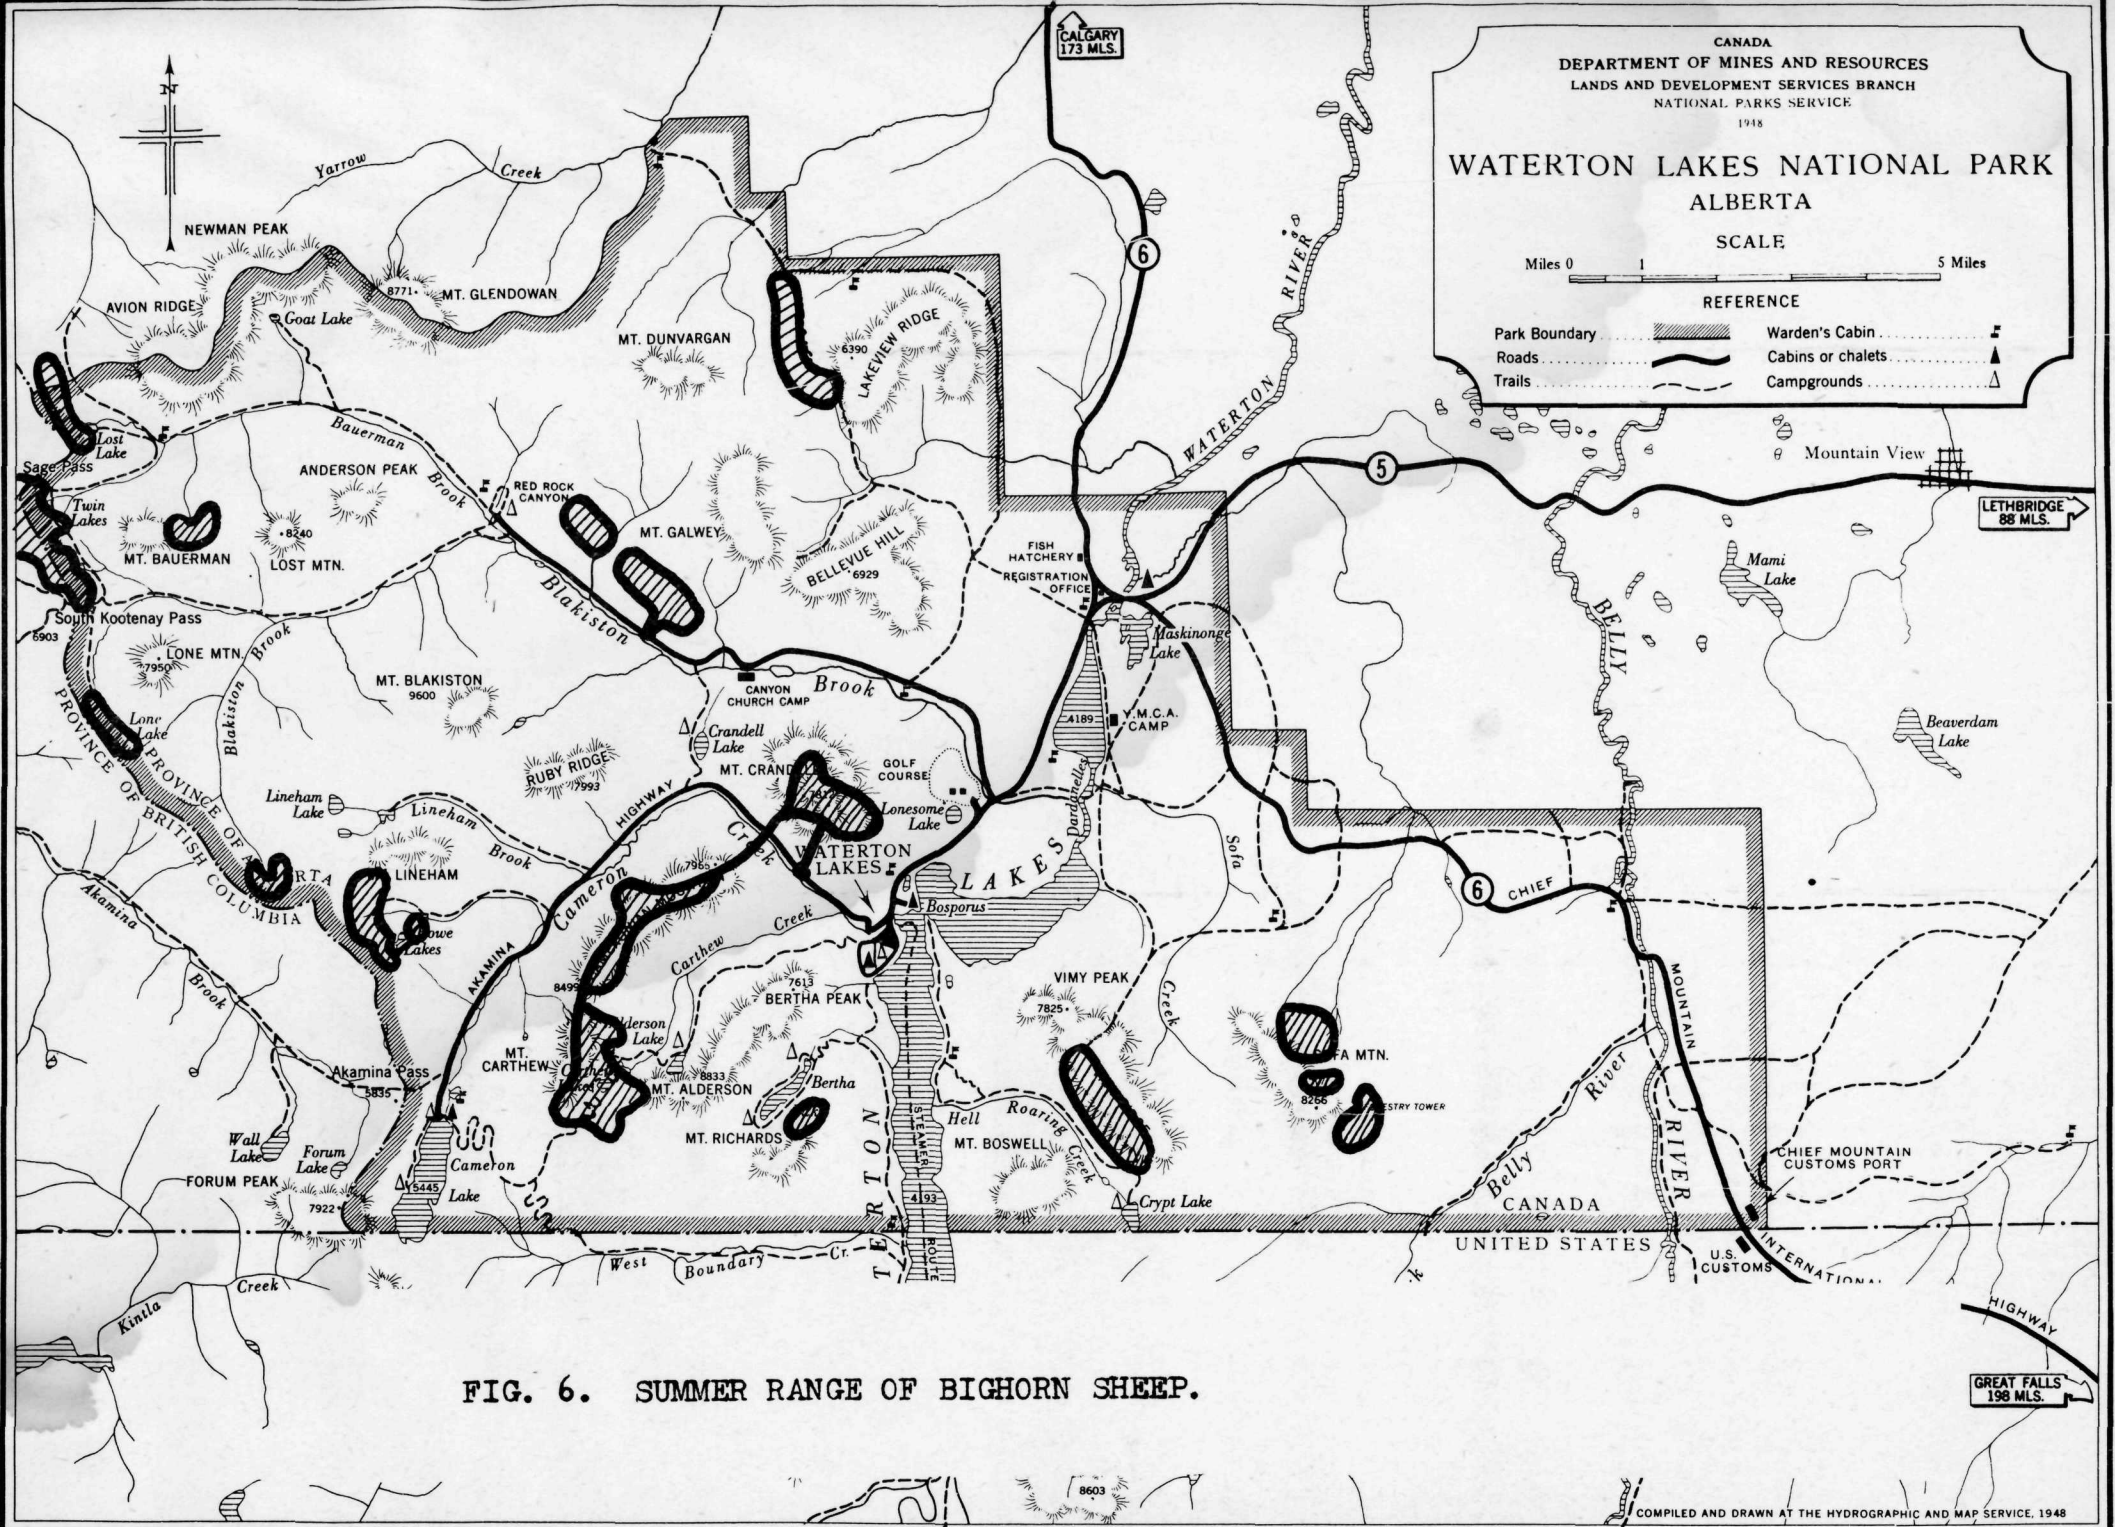 CALGARY
173 MLS.
CANADA
DEPARTMENT OF MINES AND RESOURCES
LANDS AND DEVELOPMENT SERVICES BRANCH
NATIONAL PARKS SERVICE
1948
WATERTON LAKES NATIONAL PARK
ALBERTA
SCALE
Miles 0 1 5 Miles
REFERENCE
Park Boundary
Roads
Trails
Warden's Cabin
Cabins or chalets
Campgrounds
N
Yarrow Creek
NEWMAN PEAK
6
WATERTON RIVER
AVION RIDGE
8771
MT. GLENDOWAN
Goat Lake
MT. DUNVARGAN
6390
LAKEVIEW RIDGE
Lost
Lake
Bauerman Brook
Sage Pass
ANDERSON PEAK
5
Mountain View
LETHBRIDGE
88 MLS.
Twin
Lakes
RED ROCK
CANYON
MT. BAUERMAN
8240
LOST MTN.
MT. GALWEY
BELLEVUE HILL
6929
FISH
HATCHERY
REGISTRATION
OFFICE
Mami
Lake
BELLY
South Kootenay Pass
6903
Blakiston
Maskinonge
Lake
LONE MTN.
7950
Blakiston Brook
MT. BLAKISTON
9600
CANYON
CHURCH CAMP
Brook
4189
Y.M.C.A.
CAMP
Lone
Lake
PROVINCE OF
BRITISH COLUMBIA
Crandell
Lake
Beaverdam
Lake
RUBY RIDGE
7993
GOLF
COURSE
Lonesome
Lake
Dardanelles
Lineham
Lake
Lineham Brook
HIGHWAY
Creek
WATERTON
LAKES
LAKES
Sofa
Creek
LINEHAM
Cameron
Bosporus
6
CHIEF
MOUNTAIN
Akamina
Brook
AKAMINA
Lakes
Carthew Creek
7613
BERTHA PEAK
VIMY PEAK
7825
8499
Lake
MT.
CARTHEW
8833
MT. ALDERSON
Bertha
MT. RICHARDS
Akamina Pass
5835
8266
Belly River
RIVER
Wall
Lake
Forum
Lake
FORUM PEAK
7922
Cameron
Lake
5445
WATERTON
STEAMER
ROUTE
4193
Hell Roaring
Creek
MT. BOSWELL
Crypt Lake
CHIEF MOUNTAIN
CUSTOMS PORT
CANADA
UNITED STATES
U.S.
CUSTOMS
INTERNATIONAL
HIGHWAY
West Boundary Cr.
Kintla
Creek
GREAT FALLS
198 MLS.
FIG. 6. SUMMER RANGE OF BIGHORN SHEEP.
8603
COMPILED AND DRAWN AT THE HYDROGRAPHIC AND MAP SERVICE, 1948